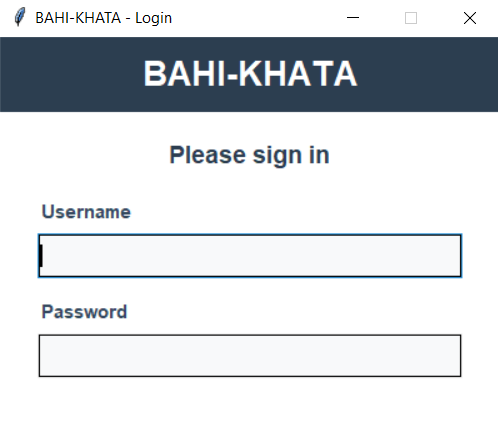 BAHI-KHATA - Login
BAHI-KHATA
Please sign in
Username
Password